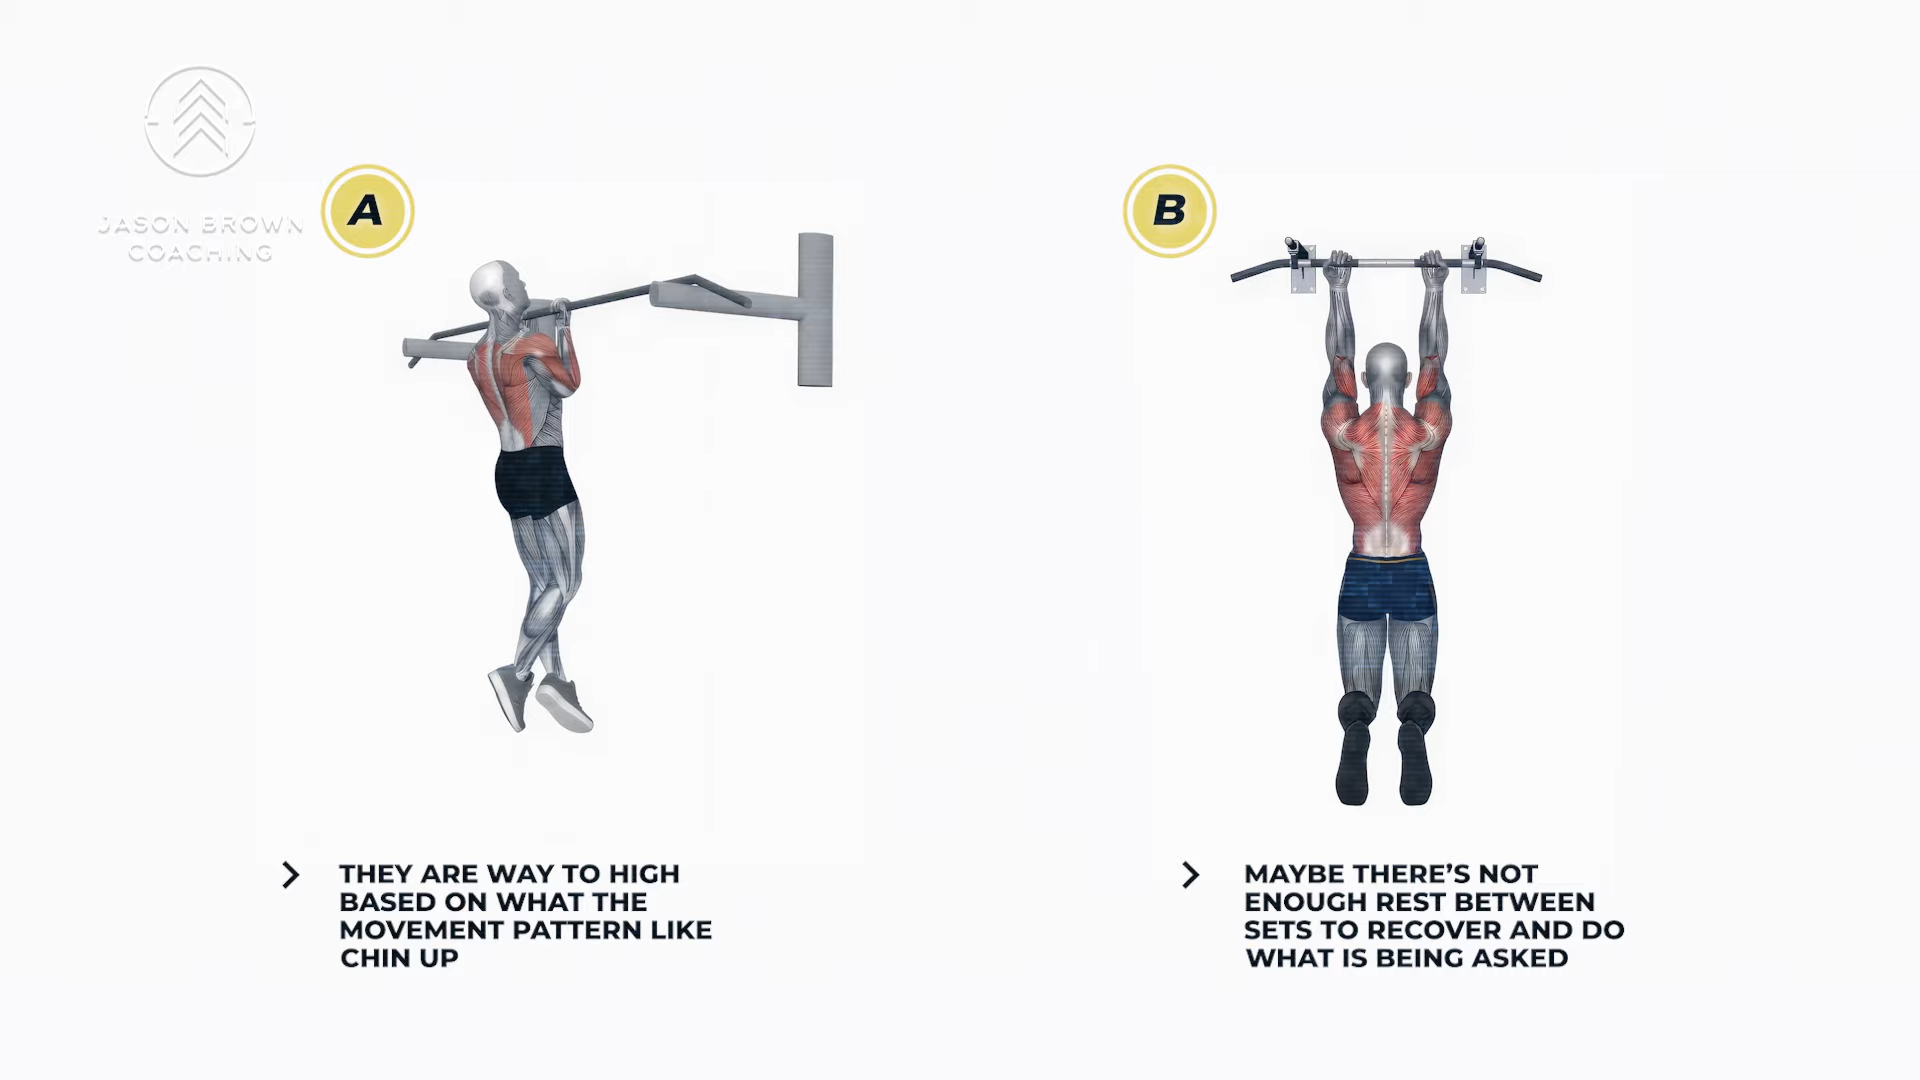 JASON BROWN
COACHING
A
B
THEY ARE WAY TO HIGH
BASED ON WHAT THE
MOVEMENT PATTERN LIKE
CHIN UP
MAYBE THERE'S NOT
ENOUGH REST BETWEEN
SETS TO RECOVER AND DO
WHAT IS BEING ASKED